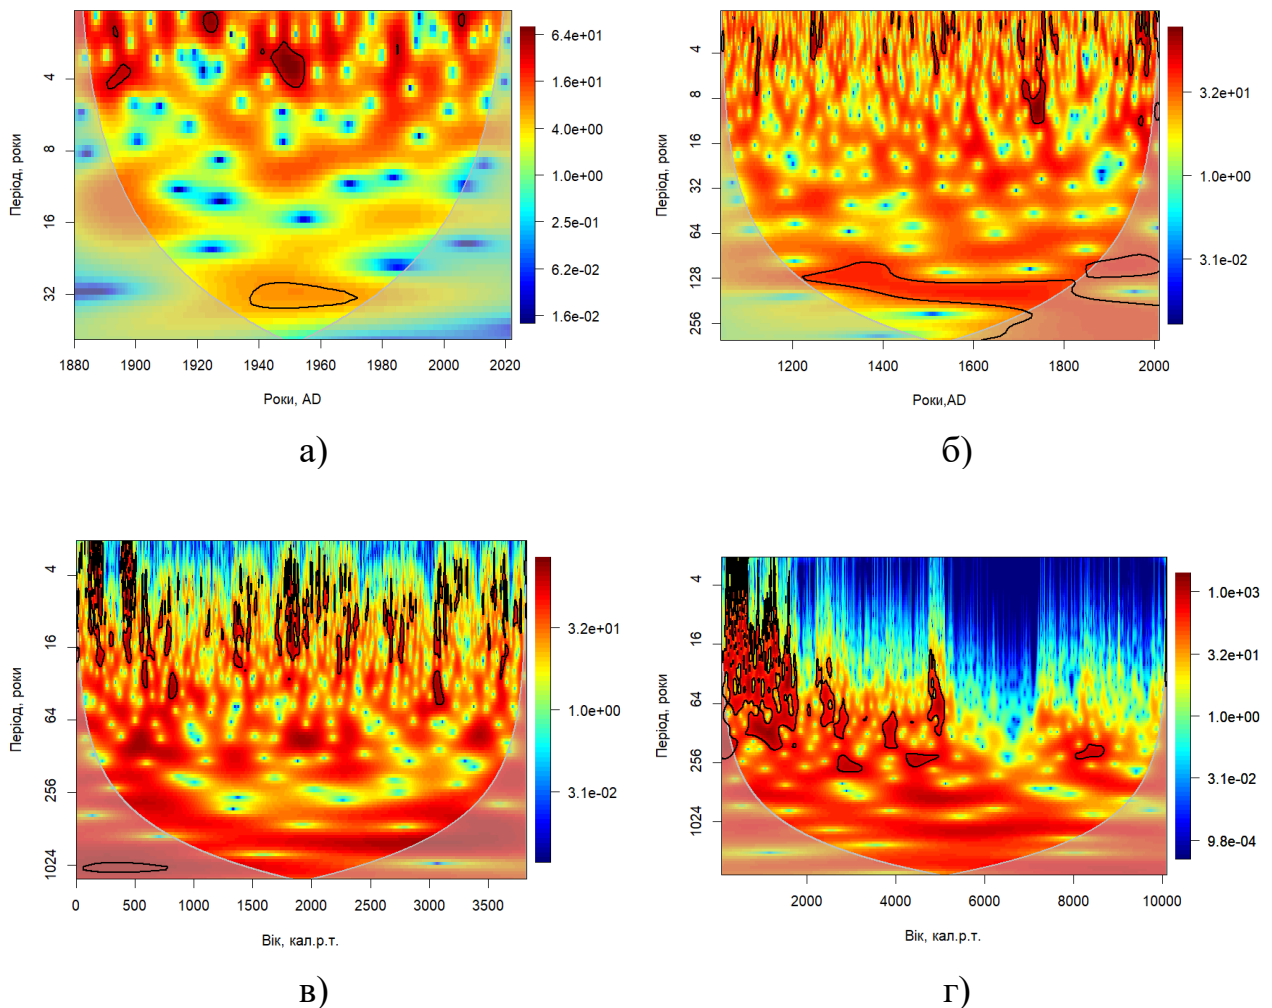 4
8
16
32
Період, роки
1880
1900
1920
1940
1960
1980
2000
2020
Роки, AD
6.4e+01
1.6e+01
4.0e+00
1.0e+00
2.5e-01
6.2e-02
1.6e-02
а)
4
8
16
32
64
128
256
Період, роки
1200
1400
1600
1800
2000
Роки,AD
3.2e+01
1.0e+00
3.1e-02
б)
4
16
64
256
1024
Період, роки
0
500
1000
1500
2000
2500
3000
3500
Вік, кал.р.т.
3.2e+01
1.0e+00
3.1e-02
в)
4
16
64
256
1024
Період, роки
2000
4000
6000
8000
10000
Вік, кал.р.т.
1.0e+03
3.2e+01
1.0e+00
3.1e-02
9.8e-04
г)